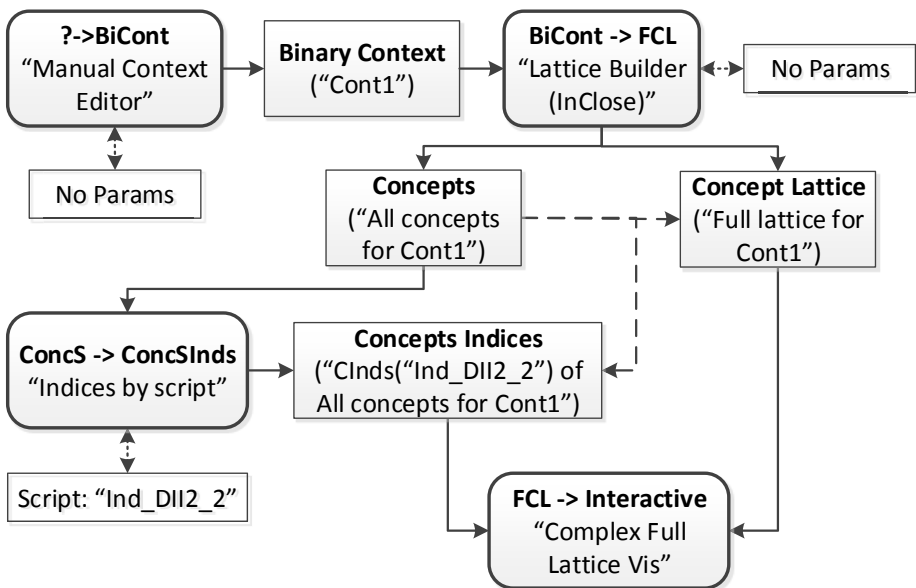 ?->BiCont
“Manual Context
Editor”
Binary Context
(“Cont1”)
BiCont -> FCL
“Lattice Builder
(InClose)”
No Params
No Params
Concepts
(“All concepts
for Cont1”)
Concept Lattice
(“Full lattice for
Cont1”)
ConcS -> ConcSInds
“Indices by script”
Concepts Indices
(“CInds(“Ind_DII2_2”) of
All concepts for Cont1”)
Script: “Ind_DII2_2”
FCL -> Interactive
“Complex Full
Lattice Vis”